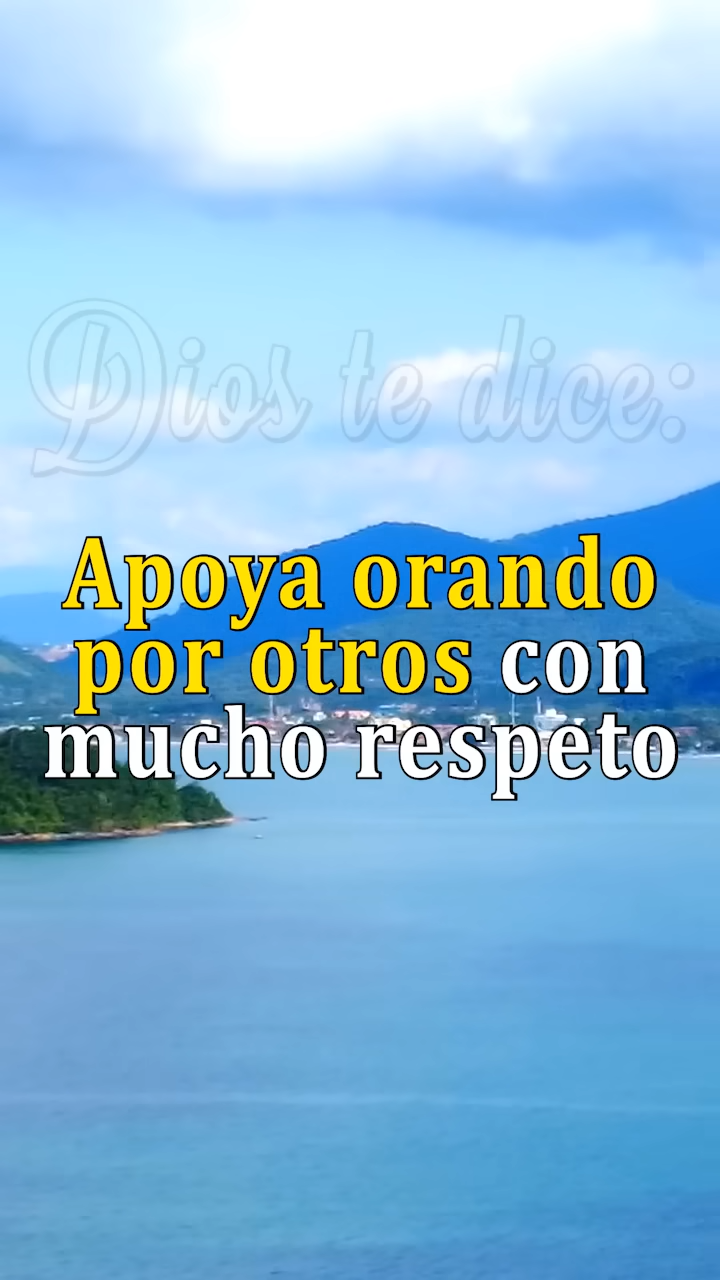 Dios te dice:
Apoya orando
por otros con
mucho respeto